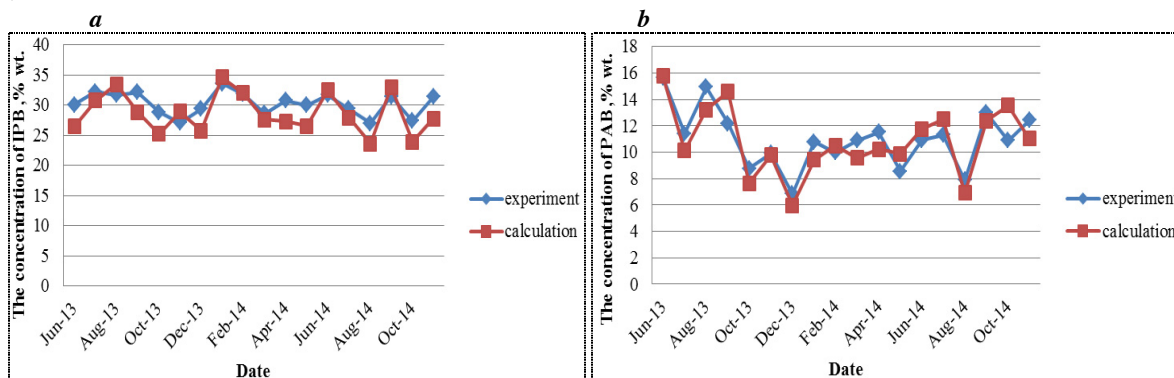 a
The concentration of IPB ,% wt.
40
35
30
25
20
15
10
5
0
Jun-13
Aug-13
Oct-13
Dec-13
Feb-14
Apr-14
Jun-14
Aug-14
Oct-14
Date
experiment
calculation
b
The concentration of PAB ,% wt.
18
16
14
12
10
8
6
4
2
0
Jun-13
Aug-13
Oct-13
Dec-13
Feb-14
Apr-14
Jun-14
Aug-14
Oct-14
Date
experiment
calculation